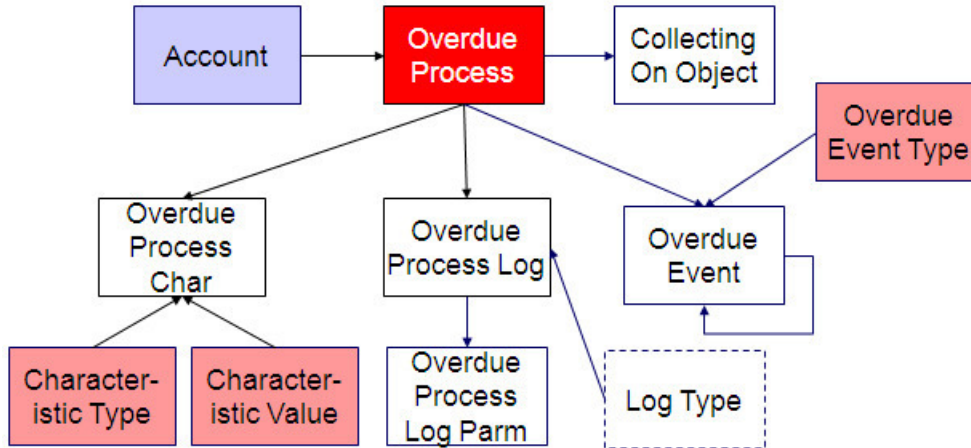 Account
Overdue
Process
Collecting
On Object
Overdue
Event Type
Overdue
Process
Char
Overdue
Process Log
Overdue
Event
Character-
istic Type
Character-
istic Value
Overdue
Process
Log Parm
Log Type